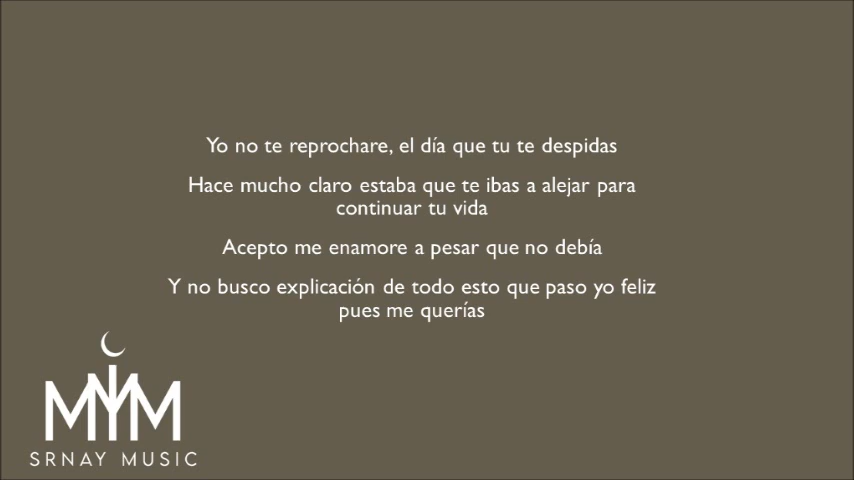 Yo no te reprochare, el día que tu te despidas
Hace mucho claro estaba que te ibas a alejar para
continuar tu vida
Acepto me enamore a pesar que no debía
Y no busco explicación de todo esto que paso yo feliz
pues me querías
MYM
SRNAY MUSIC